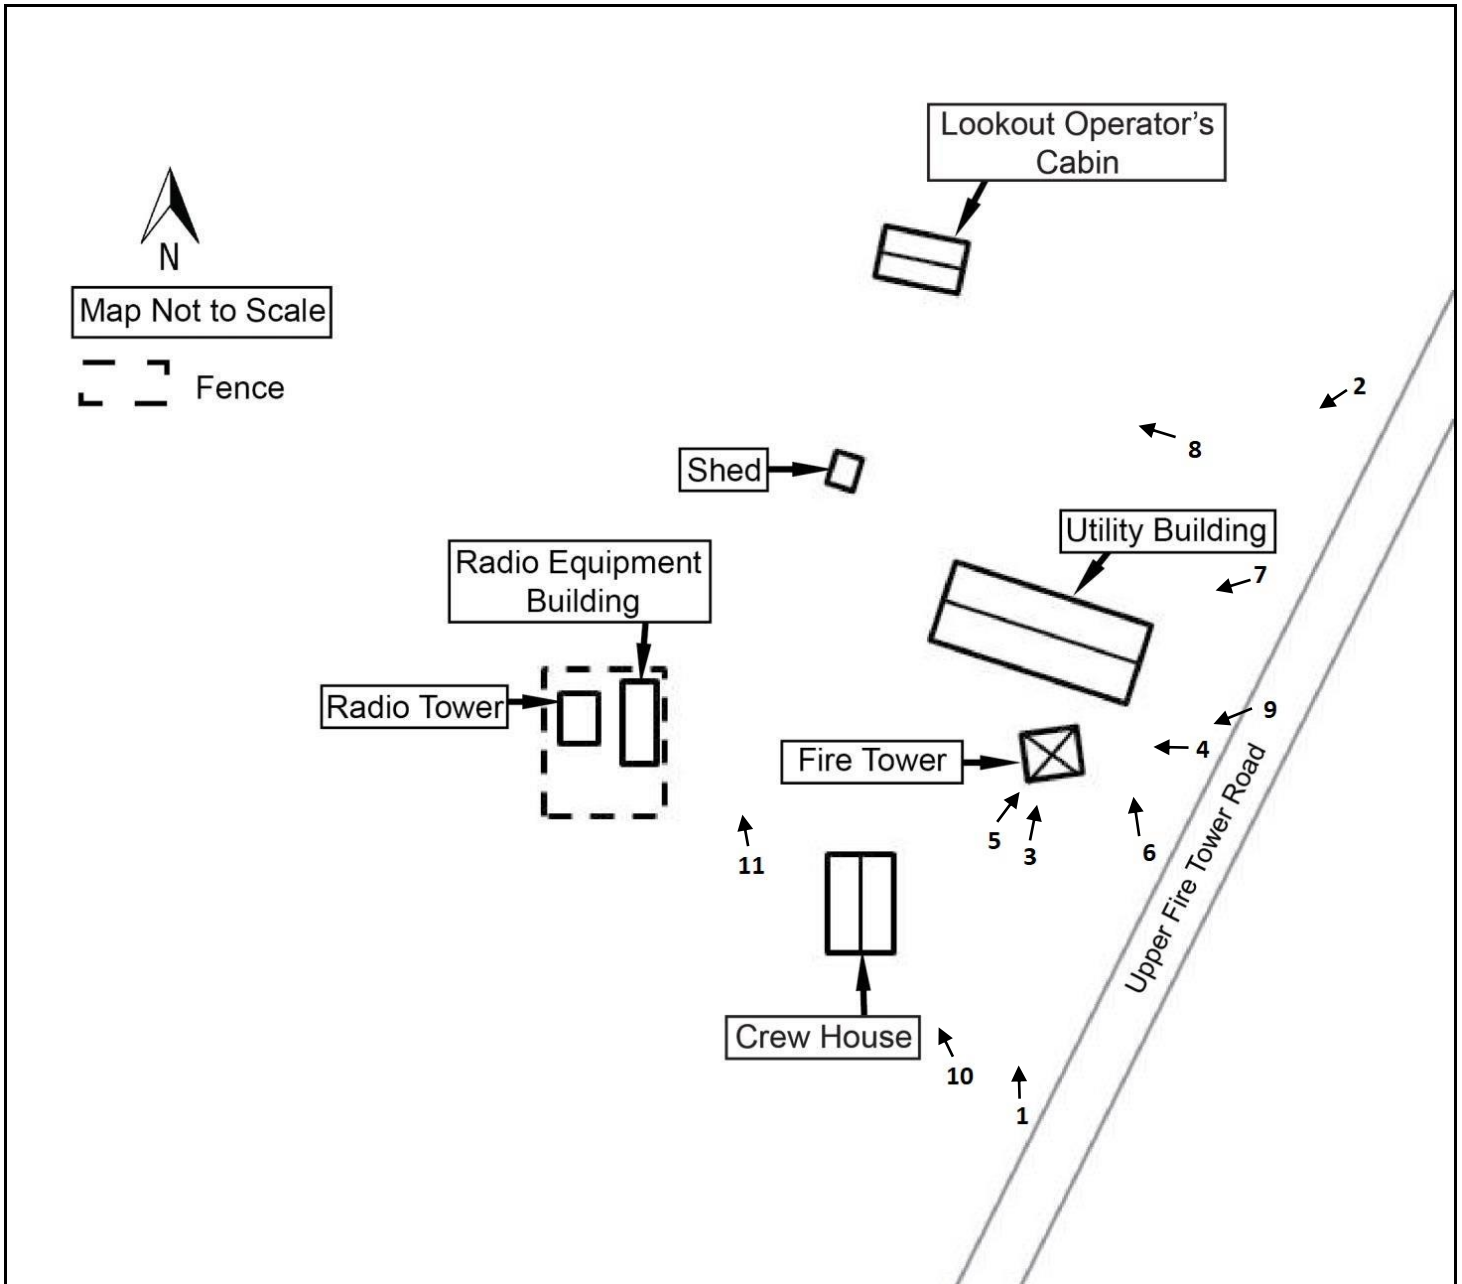 Lookout Operator's
Cabin
N
Map Not to Scale
Fence
2
8
Shed
Utility Building
Radio Equipment
Building
7
Radio Tower
9
4
Fire Tower
5
3
6
11
Upper Fire Tower Road
Crew House
10
1